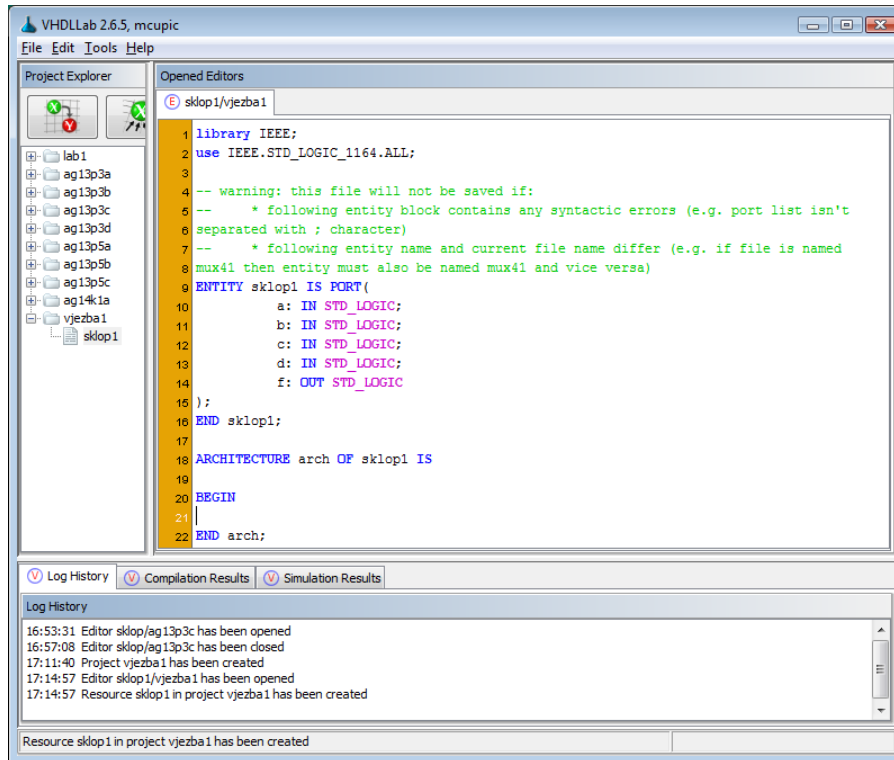 VHDLLab 2.6.5, mcupic
File Edit Tools Help
Project Explorer
Opened Editors
X
Y
X
E sklop1/vjezba1
lab1
ag13p3a
ag13p3b
ag13p3c
ag13p3d
ag13p5a
ag13p5b
ag13p5c
ag14k1a
vjezba1
sklop1
1 library IEEE;
2 use IEEE.STD_LOGIC_1164.ALL;
3
4 -- warning: this file will not be saved if:
5 --     * following entity block contains any syntactic errors (e.g. port list isn't
6 separated with ; character)
7 --     * following entity name and current file name differ (e.g. if file is named
8 mux41 then entity must also be named mux41 and vice versa)
9 ENTITY sklop1 IS PORT(
10 a: IN STD_LOGIC;
11 b: IN STD_LOGIC;
12 c: IN STD_LOGIC;
13 d: IN STD_LOGIC;
14 f: OUT STD_LOGIC
15 );
16 END sklop1;
17
18 ARCHITECTURE arch OF sklop1 IS
19
20 BEGIN
21
22 END arch;
V Log History V Compilation Results V Simulation Results
Log History
16:53:31 Editor sklop/ag13p3c has been opened
16:57:08 Editor sklop/ag13p3c has been closed
17:11:40 Project vjezba1 has been created
17:14:57 Editor sklop1/vjezba1 has been opened
17:14:57 Resource sklop1 in project vjezba1 has been created
Resource sklop1 in project vjezba1 has been created